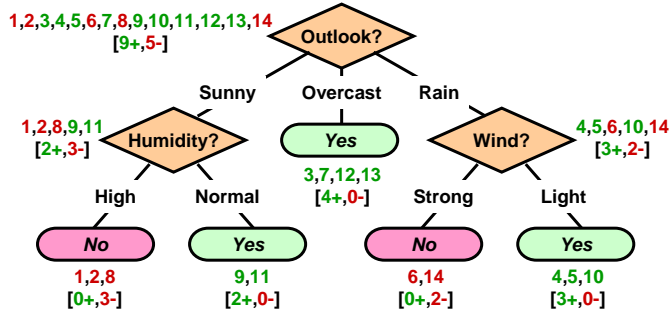 1,2,3,4,5,6,7,8,9,10,11,12,13,14
[9+,5-]
Outlook?
Sunny
Overcast
Rain
1,2,8,9,11
[2+,3-]
Humidity?
Yes
3,7,12,13
[4+,0-]
Wind?
4,5,6,10,14
[3+,2-]
High
Normal
Strong
Light
No
Yes
No
Yes
1,2,8
[0+,3-]
9,11
[2+,0-]
6,14
[0+,2-]
4,5,10
[3+,0-]